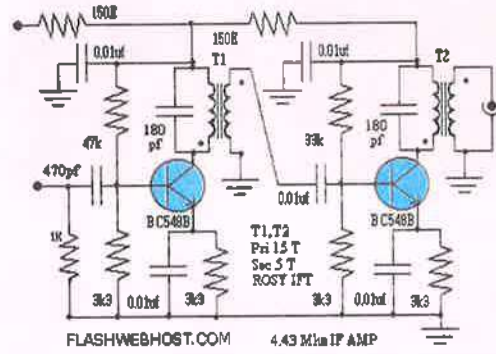 150E
150E
0.01uf
T1
0.01uf
T2
180
pf
180
pf
47k
33k
470pf
BC548B
0.01uf
BC548B
1K
T1,T2
Pri 15 T
Sec 5 T
ROSY 1FT
3k3
0.01uf
3k3
3k3
0.01uf
3k3
FLASHWEBHOST.COM
4.43 Mhz IF AMP